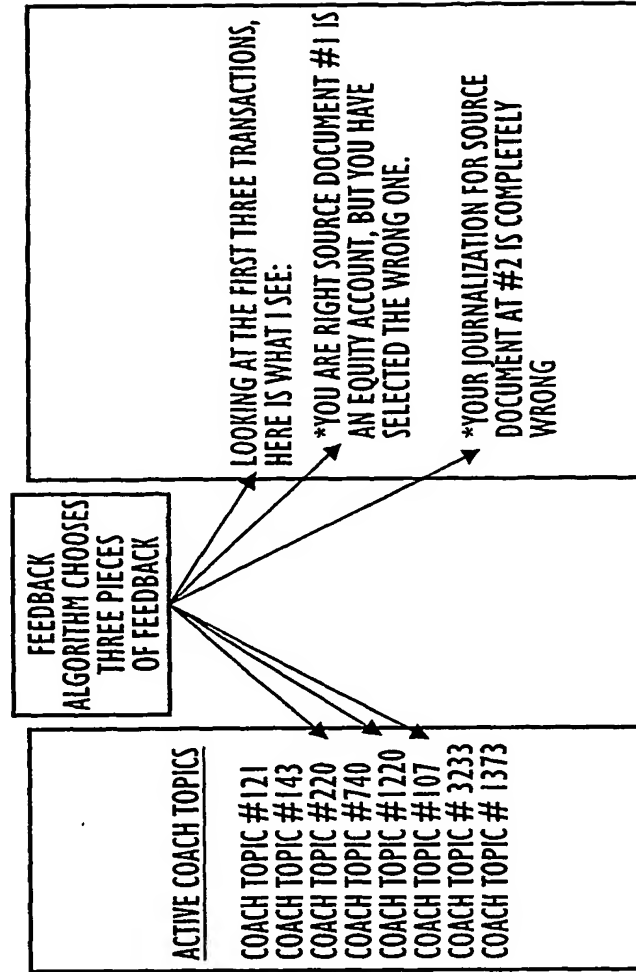 FEEDBACK
ALGORITHM CHOOSES
THREE PIECES
OF FEEDBACK
ACTIVE COACH TOPICS
COACH TOPIC #121
COACH TOPIC #143
COACH TOPIC #220
COACH TOPIC #740
COACH TOPIC #1220
COACH TOPIC #107
COACH TOPIC # 3233
COACH TOPIC # 1373
LOOKING AT THE FIRST THREE TRANSACTIONS,
HERE IS WHAT I SEE:
*YOU ARE RIGHT SOURCE DOCUMENT #1 IS
AN EQUITY ACCOUNT, BUT YOU HAVE
SELECTED THE WRONG ONE.
*YOUR JOURNALIZATION FOR SOURCE
DOCUMENT AT #2 IS COMPLETELY
WRONG